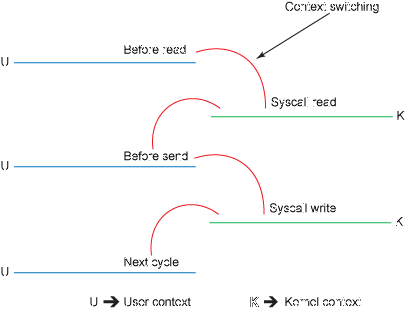 Context switching
Before read
U
Syscall read
K
Before send
U
Syscall write
K
Next cycle
U
U ➔ User context
K ➔ Kernel context